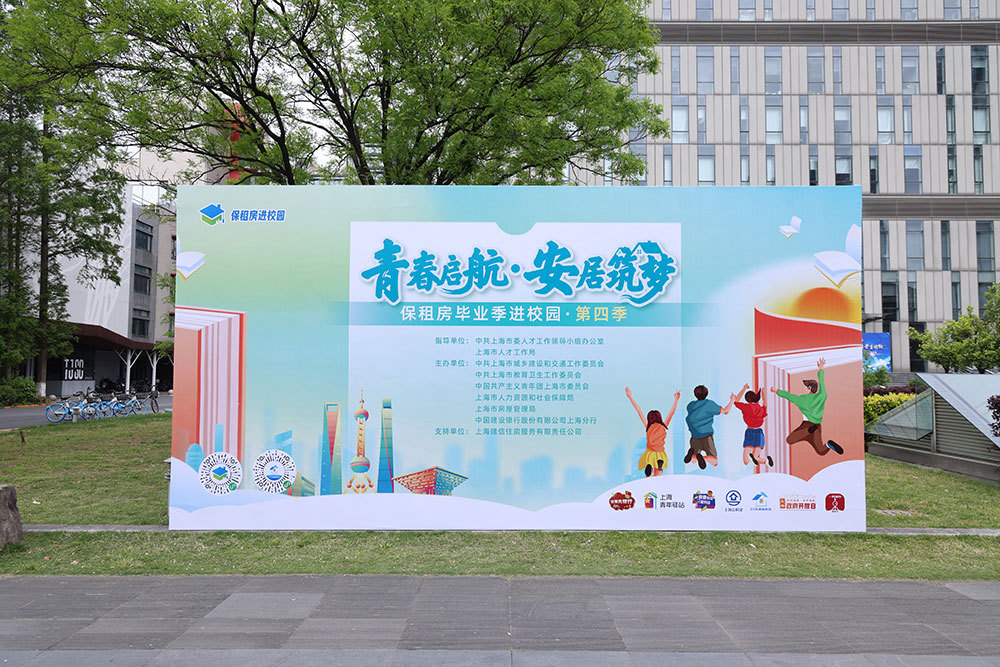 保租房进校园
青春启航·安居筑梦
保租房毕业季进校园·第四季
指导单位：中共上海市委人才工作领导小组办公室
上海市人才工作局
主办单位：中共上海市城乡建设和交通工作委员会
中共上海市教育卫生工作委员会
中国共产主义青年团上海市委员会
上海市人力资源和社会保障局
上海市房屋管理局
中国建设银行股份有限公司上海分行
支持单位：上海建信住房服务有限责任公司
上海
青年驿站
政府开放日
T100